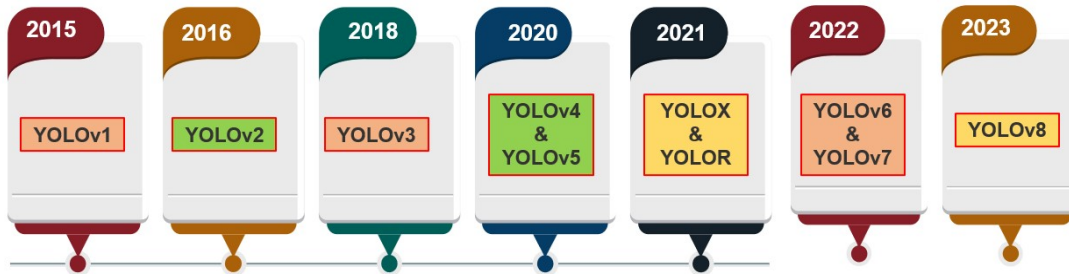 2015
YOLOv1
2016
YOLOv2
2018
YOLOv3
2020
YOLOv4
&
YOLOv5
2021
YOLOX
&
YOLOR
2022
YOLOv6
&
YOLOv7
2023
YOLOv8